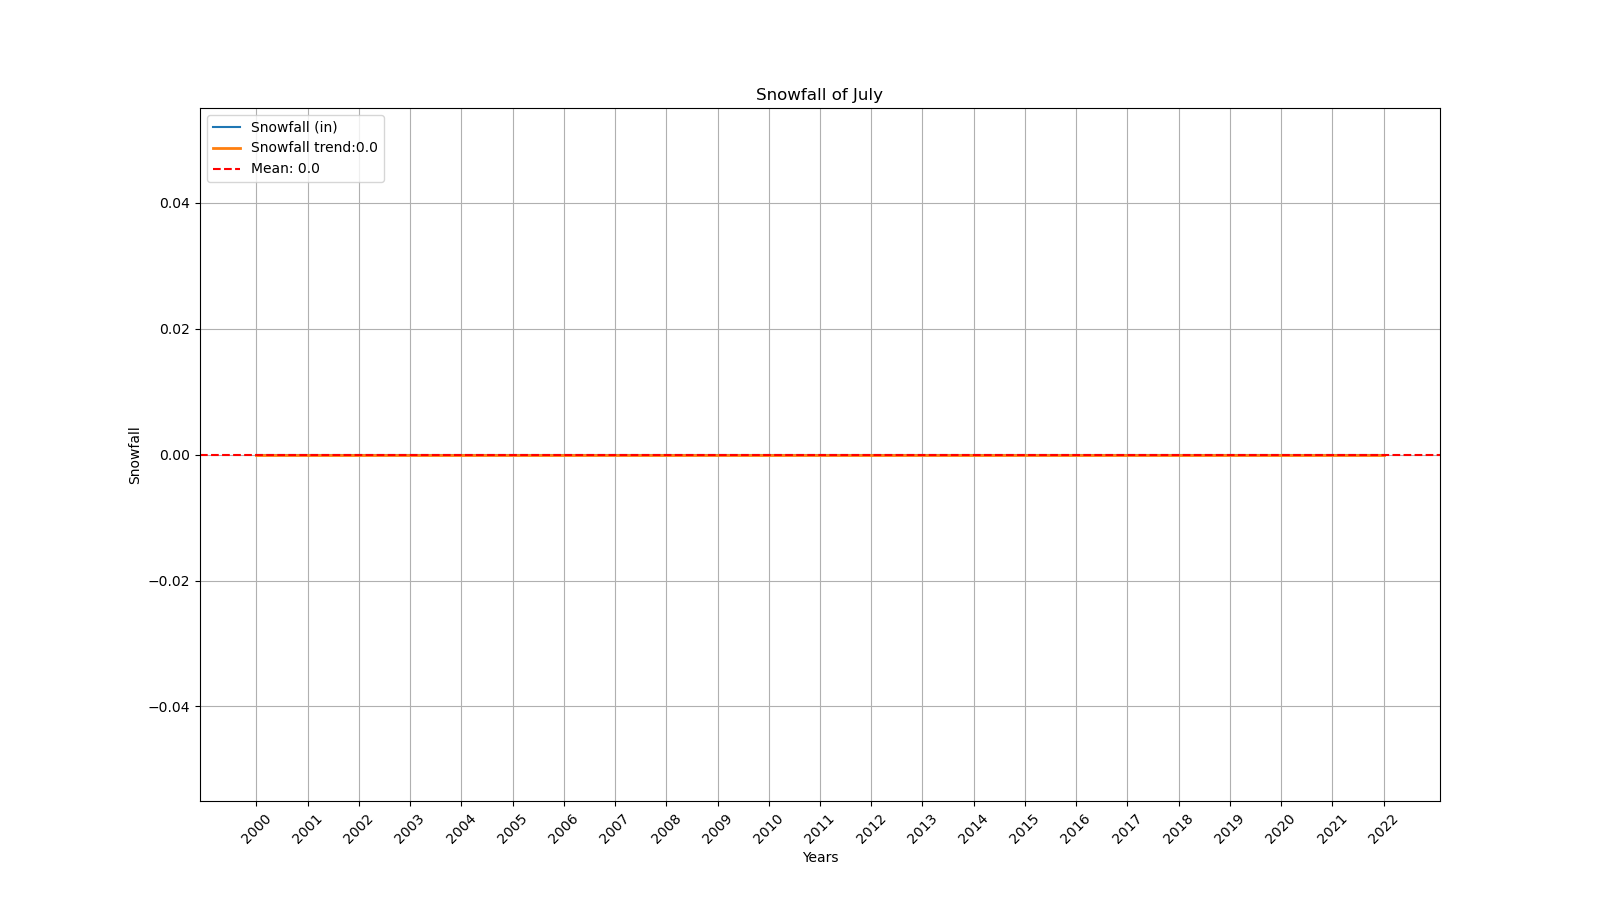 Snowfall of July
Snowfall (in)
Snowfall trend:0.0
Mean: 0.0
0.04
0.02
0.00
−0.02
−0.04
Snowfall
2000 2001 2002 2003 2004 2005 2006 2007 2008 2009 2010 2011 2012 2013 2014 2015 2016 2017 2018 2019 2020 2021 2022
Years